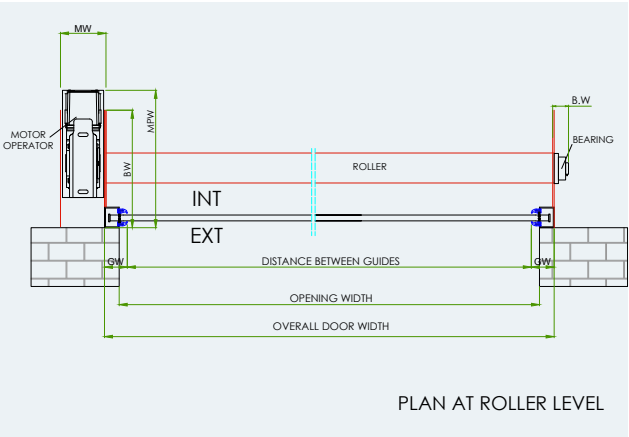 MW
B.W
MPW
MOTOR
OPERATOR
BW
BEARING
ROLLER
INT
EXT
GW
DISTANCE BETWEEN GUIDES
GW
OPENING WIDTH
OVERALL DOOR WIDTH
PLAN AT ROLLER LEVEL